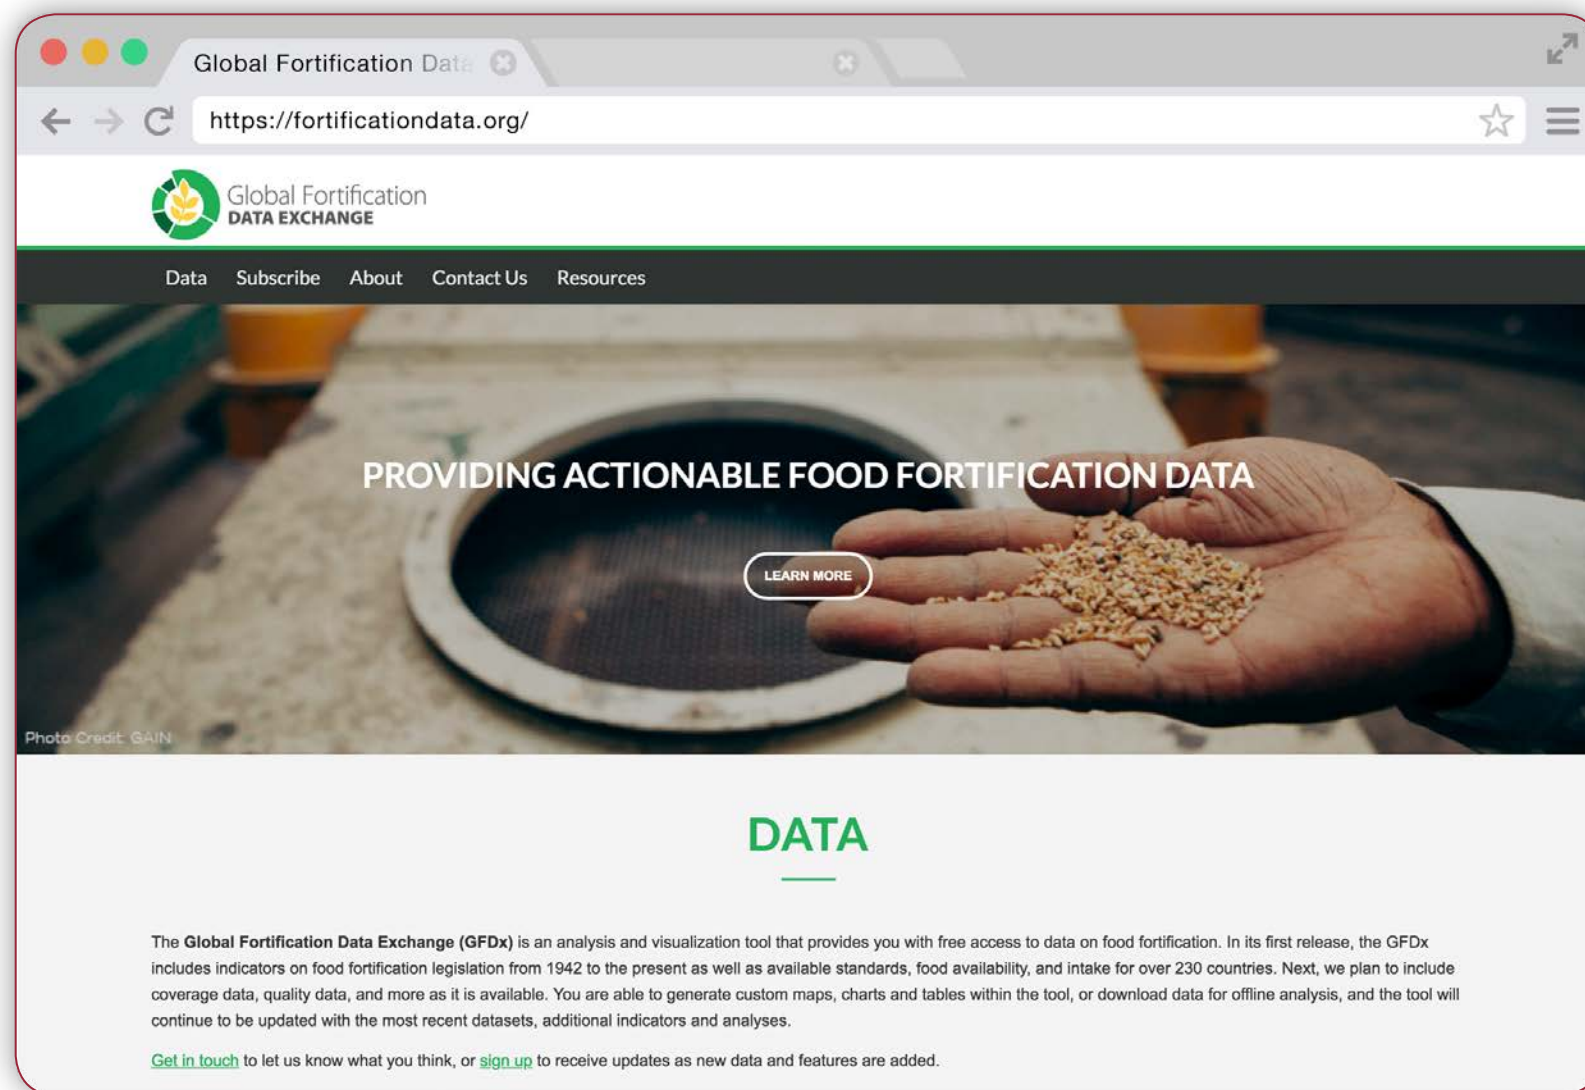 Global Fortification Data
https://fortificationdata.org/
Global Fortification
DATA EXCHANGE
Data Subscribe About Contact Us Resources
PROVIDING ACTIONABLE FOOD FORTIFICATION DATA
LEARN MORE
Photo Credit: GAIN
DATA
The Global Fortification Data Exchange (GFDx) is an analysis and visualization tool that provides you with free access to data on food fortification. In its first release, the GFDx
includes indicators on food fortification legislation from 1942 to the present as well as available standards, food availability, and intake for over 230 countries. Next, we plan to include
coverage data, quality data, and more as it is available. You are able to generate custom maps, charts and tables within the tool, or download data for offline analysis, and the tool will
continue to be updated with the most recent datasets, additional indicators and analyses.
Get in touch to let us know what you think, or sign up to receive updates as new data and features are added.